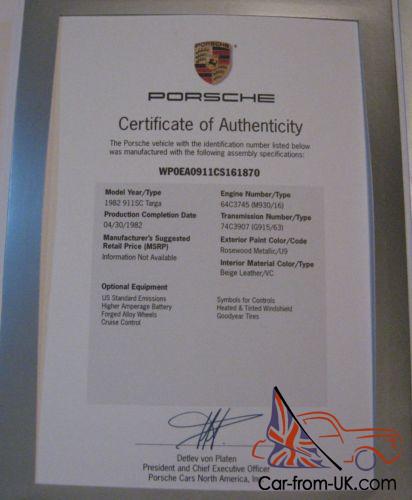 PORSCHE
Certificate of Authenticity
The Porsche vehicle with the identification number listed below
was manufactured with the following assembly specifications:
WP0EA0911CS161870
Model Year/Type
1982 911SC Targa
Production Completion Date
04/30/1982
Manufacturer's Suggested
Retail Price (MSRP)
Information Not Available
Engine Number/Type
64C3745 (M930/16)
Transmission Number/Type
74C3907 (G915/63)
Exterior Paint Color/Code
Rosewood Metallic/U9
Interior Material Color/Type
Beige Leather/VC
Optional Equipment
US Standard Emissions
Higher Amperage Battery
Forged Alloy Wheels
Cruise Control
Symbols for Controls
Heated & Tinted Windshield
Goodyear Tires
Detlev von Platen
President and Chief Executive Officer
Porsche Cars North America, Inc.
Car-from-UK.com